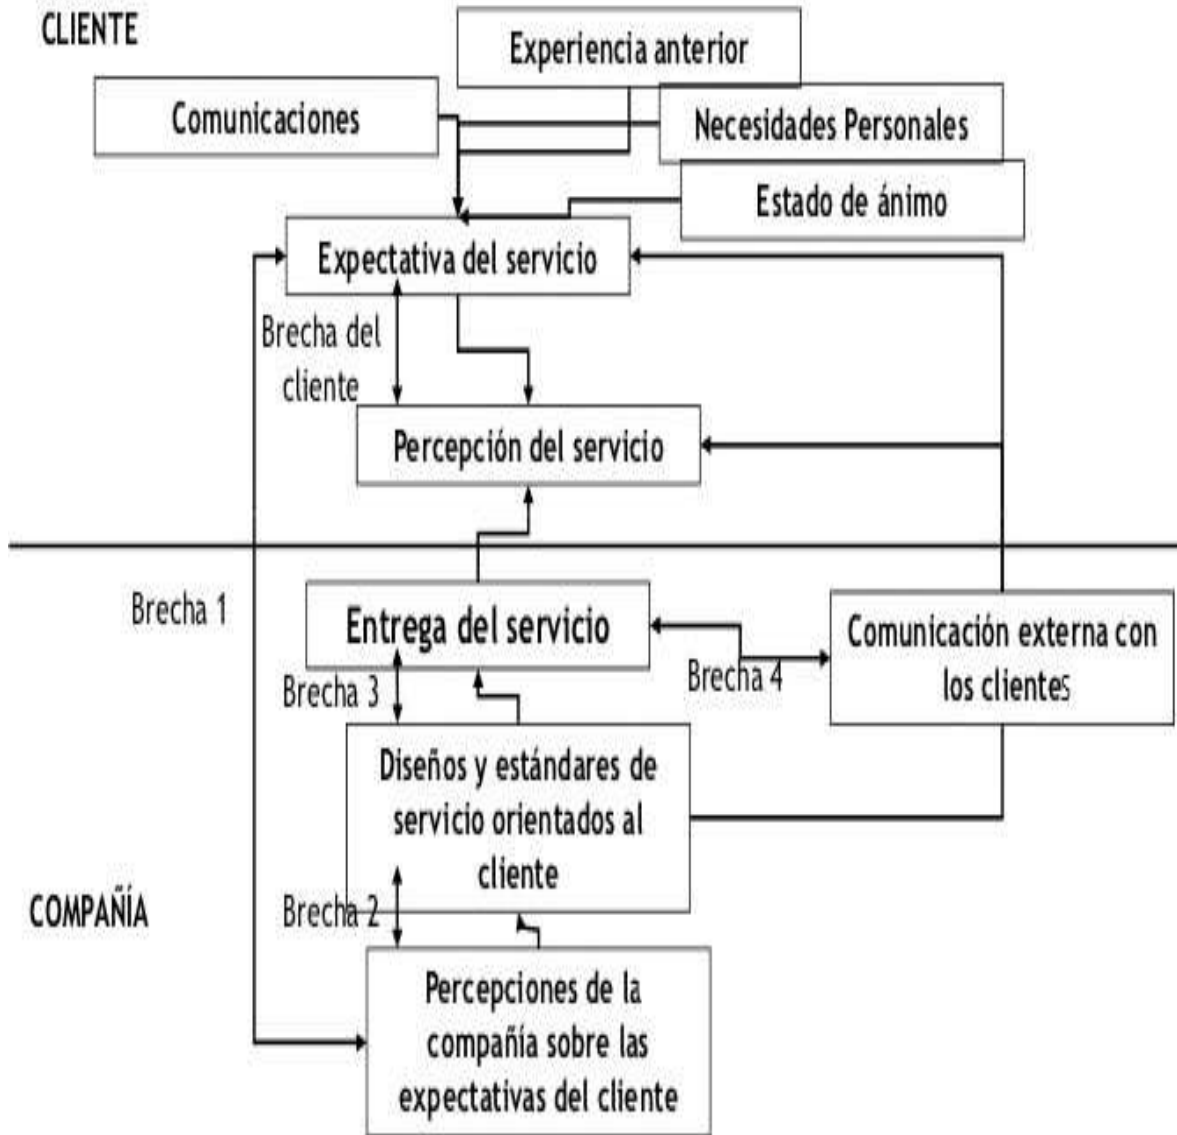 CLIENTE
Experiencia anterior
Comunicaciones
Necesidades Personales
Estado de ánimo
Expectativa del servicio
Brecha del
cliente
Percepción del servicio
Brecha 1
Entrega del servicio
Comunicación externa con
los clientes
Brecha 4
Brecha 3
Diseños y estándares de
servicio orientados al
cliente
COMPAÑÍA
Brecha 2
Percepciones de la
compañía sobre las
expectativas del cliente